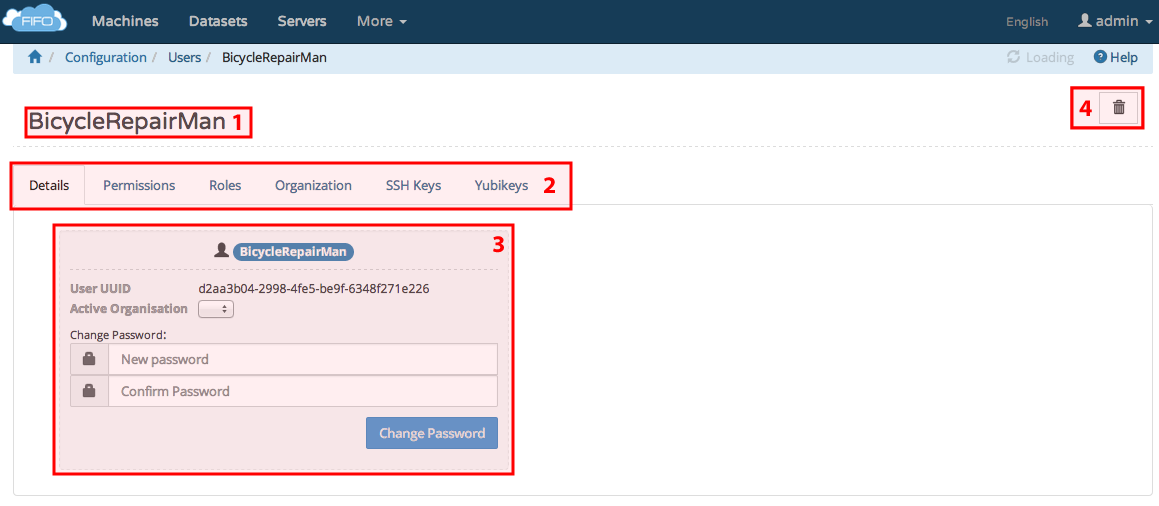 FIFO Machines Datasets Servers More English admin
/ Configuration / Users / BicycleRepairMan Loading Help
BicycleRepairMan 1
4
Details Permissions Roles Organization SSH Keys Yubikeys 2
3
BicycleRepairMan
User UUID d2aa3b04-2998-4fe5-be9f-6348f271e226
Active Organisation
Change Password:
New password
Confirm Password
Change Password